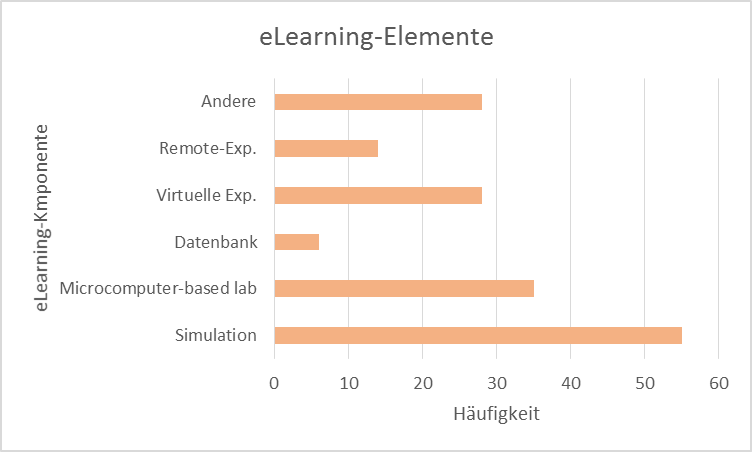 eLearning-Elemente
eLearning-Kmponente
Andere
Remote-Exp.
Virtuelle Exp.
Datenbank
Microcomputer-based lab
Simulation
0 10 20 30 40 50 60
Häufigkeit